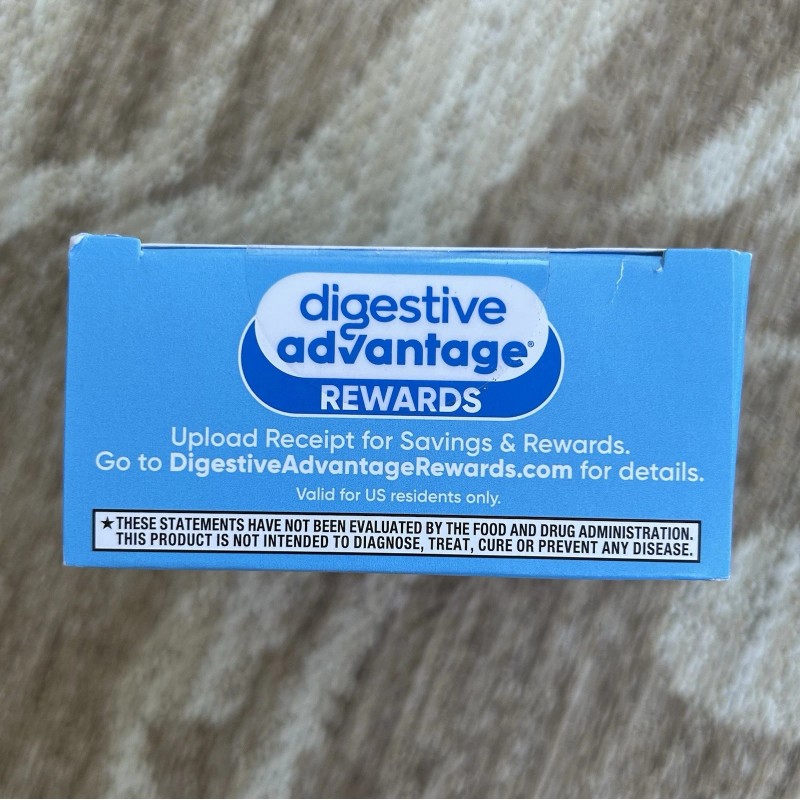 digestive
advantage®
REWARDS
Upload Receipt for Savings & Rewards.
Go to DigestiveAdvantageRewards.com for details.
Valid for US residents only.
★THESE STATEMENTS HAVE NOT BEEN EVALUATED BY THE FOOD AND DRUG ADMINISTRATION.
THIS PRODUCT IS NOT INTENDED TO DIAGNOSE, TREAT, CURE OR PREVENT ANY DISEASE.